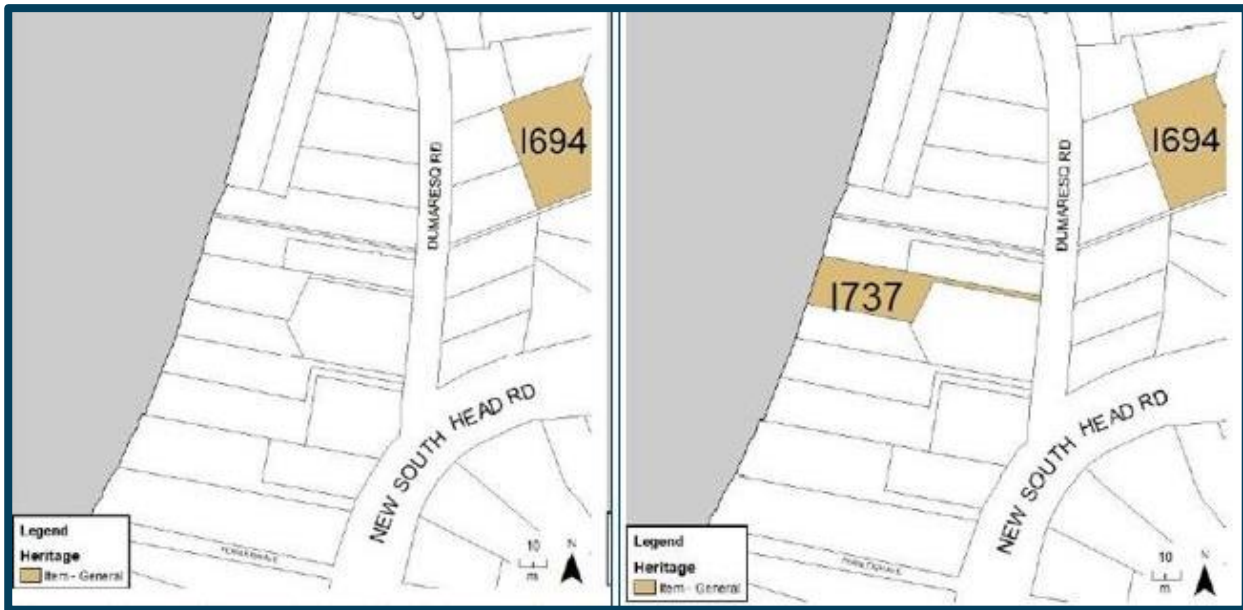 I694
DUMARESQ RD
NEW SOUTH HEAD RD
Legend
Heritage
Item - General
10
m
N
I694
DUMARESQ RD
I737
NEW SOUTH HEAD RD
Legend
Heritage
Item - General
10
m
N